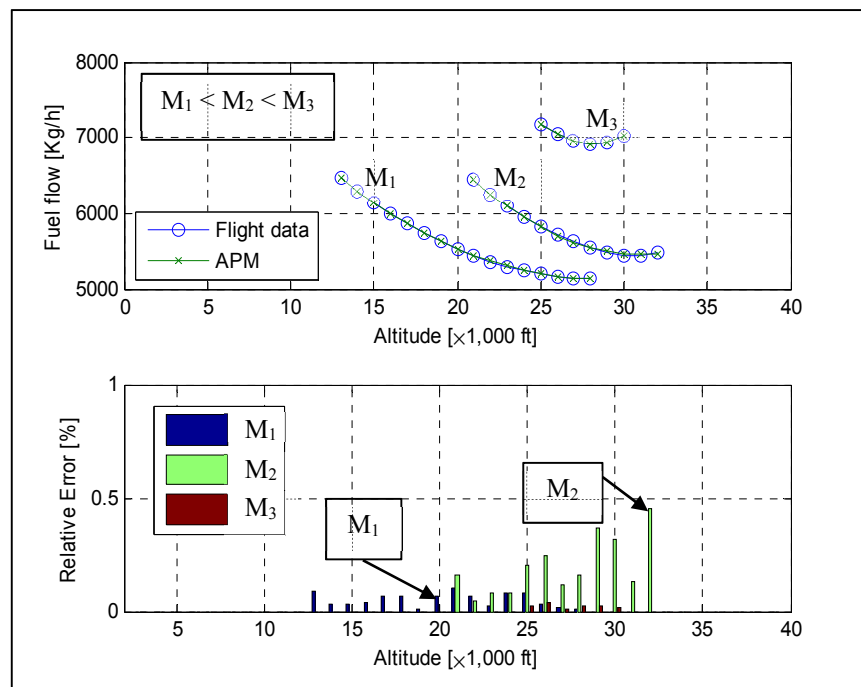 8000
7000
6000
5000
Fuel flow [Kg/h]
M₁ < M₂ < M₃
M₁
M₂
M₃
Flight data
APM
0 5 10 15 20 25 30 35 40
Altitude [×1,000 ft]
1
0.5
0
Relative Error [%]
M₁
M₂
M₃
M₁
M₂
5 10 15 20 25 30 35 40
Altitude [×1,000 ft]